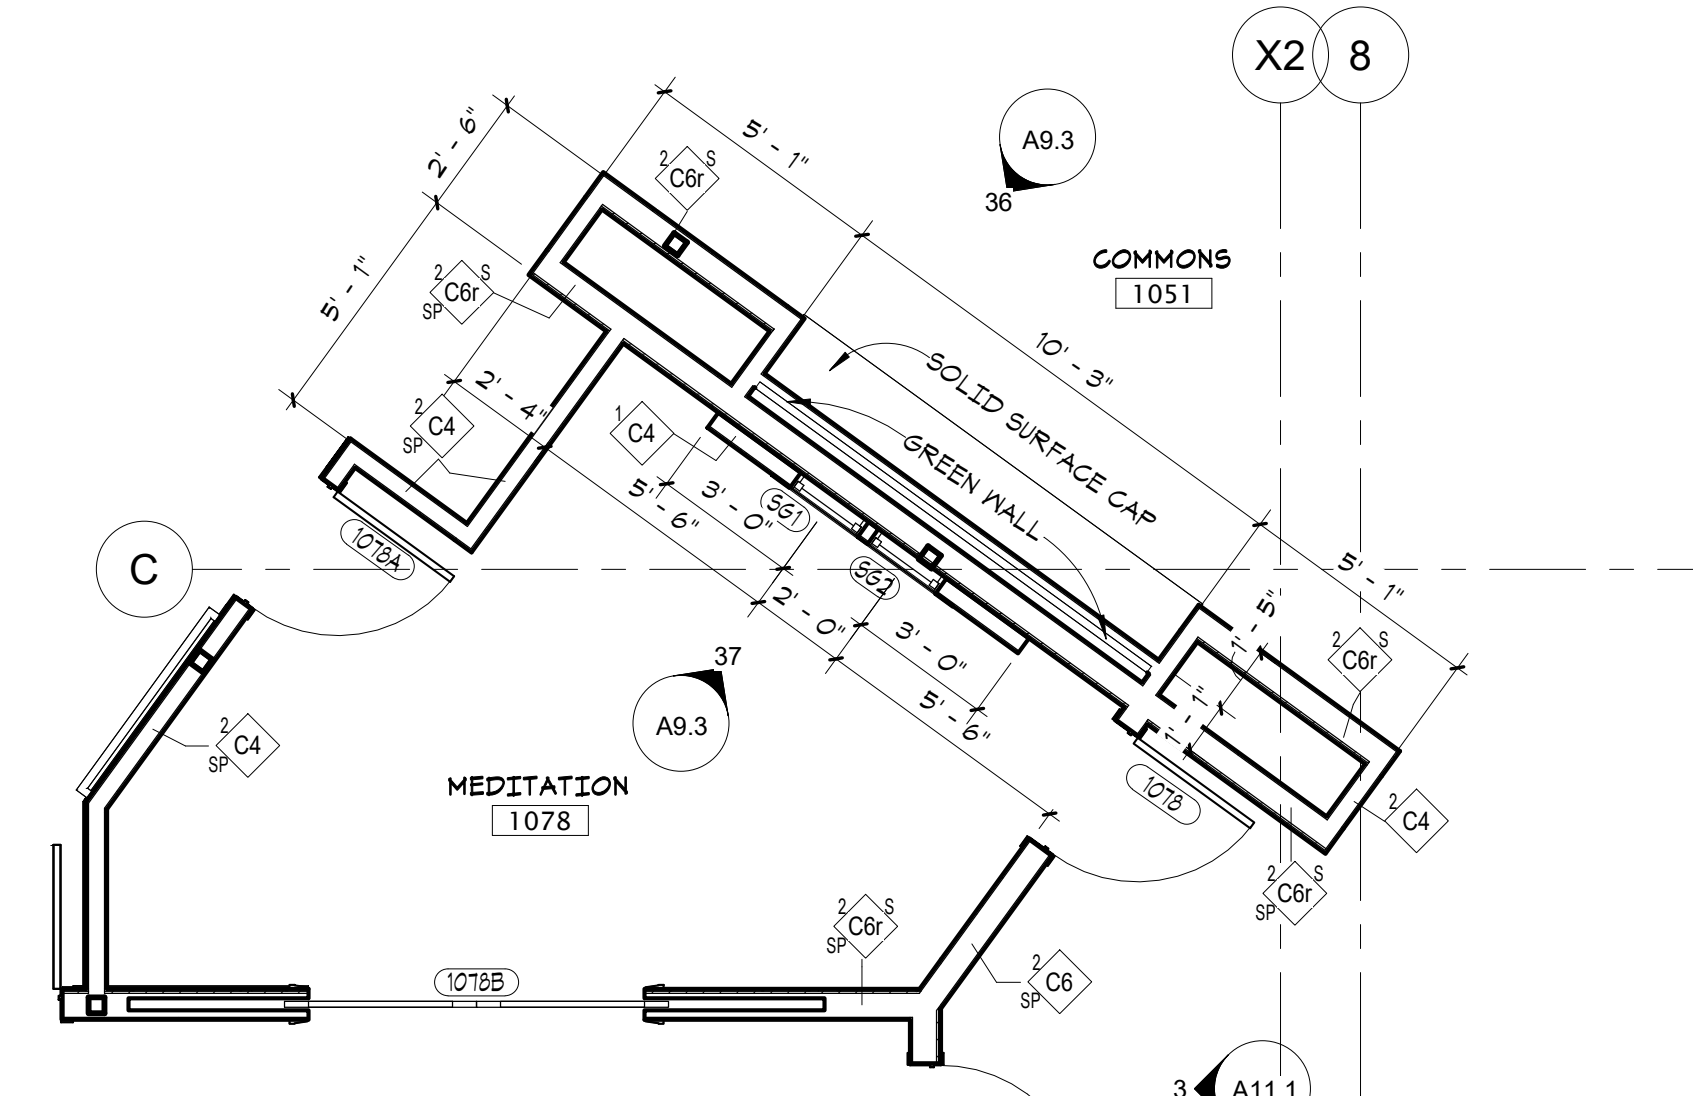 X2
8
A9.3
36
2' - 6"
5' - 1"
2
S
C6r
COMMONS
1051
5' - 1"
2
S
C6r
SP
10' - 3"
SOLID SURFACE CAP
GREEN WALL
2' - 4"
2
C4
SP
1
C4
5' - 6"
3' - 0"
SG1
1078A
C
SG2
5' - 1"
1' - 5"
2' - 0"
3' - 0"
2
S
C6r
37
A9.3
5' - 6"
1' - 1"
2
C4
SP
MEDITATION
1078
1078
2
C4
2
S
C6r
SP
2
S
C6r
SP
1078B
2
C6
SP
3
A11.1